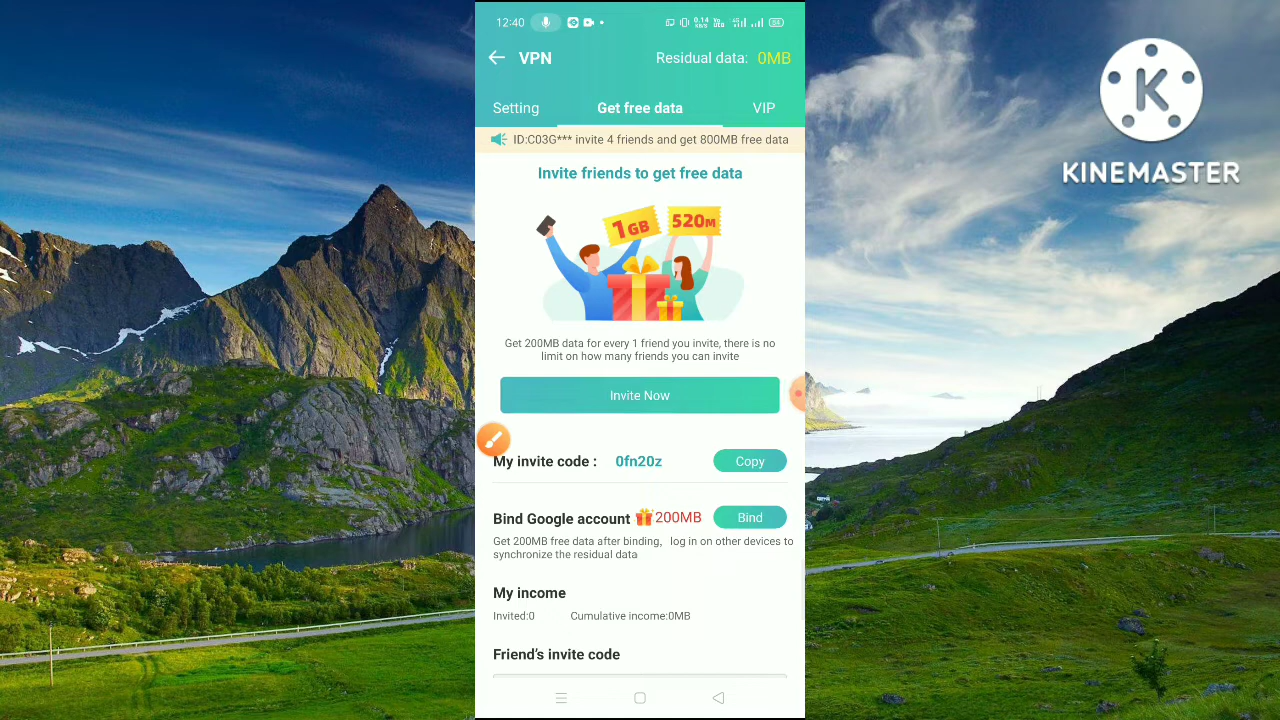 12:40
0.14
KB/S
84
VPN
Residual data: 0MB
Setting
Get free data
VIP
ID:C03G*** invite 4 friends and get 800MB free data
Invite friends to get free data
1GB
520M
Get 200MB data for every 1 friend you invite, there is no
limit on how many friends you can invite
Invite Now
My invite code : 0fn20z
Copy
Bind Google account 200MB
Bind
Get 200MB free data after binding, log in on other devices to
synchronize the residual data
My income
Invited:0 Cumulative income:0MB
Friend's invite code
K
KINEMASTER